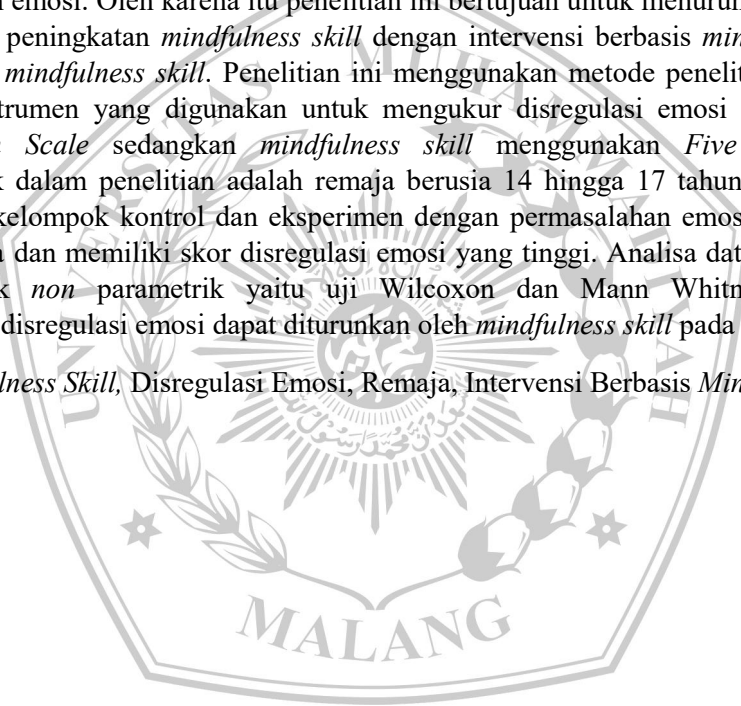 i emosi. Oleh karena itu penelitian ini bertujuan untuk menurun
peningkatan mindfulness skill dengan intervensi berbasis min
mindfulness skill. Penelitian ini menggunakan metode penelit
trumen yang digunakan untuk mengukur disregulasi emosi
Scale sedangkan mindfulness skill menggunakan Five
k dalam penelitian adalah remaja berusia 14 hingga 17 tahun
kelompok kontrol dan eksperimen dengan permasalahan emos
a dan memiliki skor disregulasi emosi yang tinggi. Analisa dat
k non parametrik yaitu uji Wilcoxon dan Mann Whitn
disregulasi emosi dapat diturunkan oleh mindfulness skill pada
lness Skill, Disregulasi Emosi, Remaja, Intervensi Berbasis Min
UNIVERSITAS MUHAMMADIYAH
MALANG